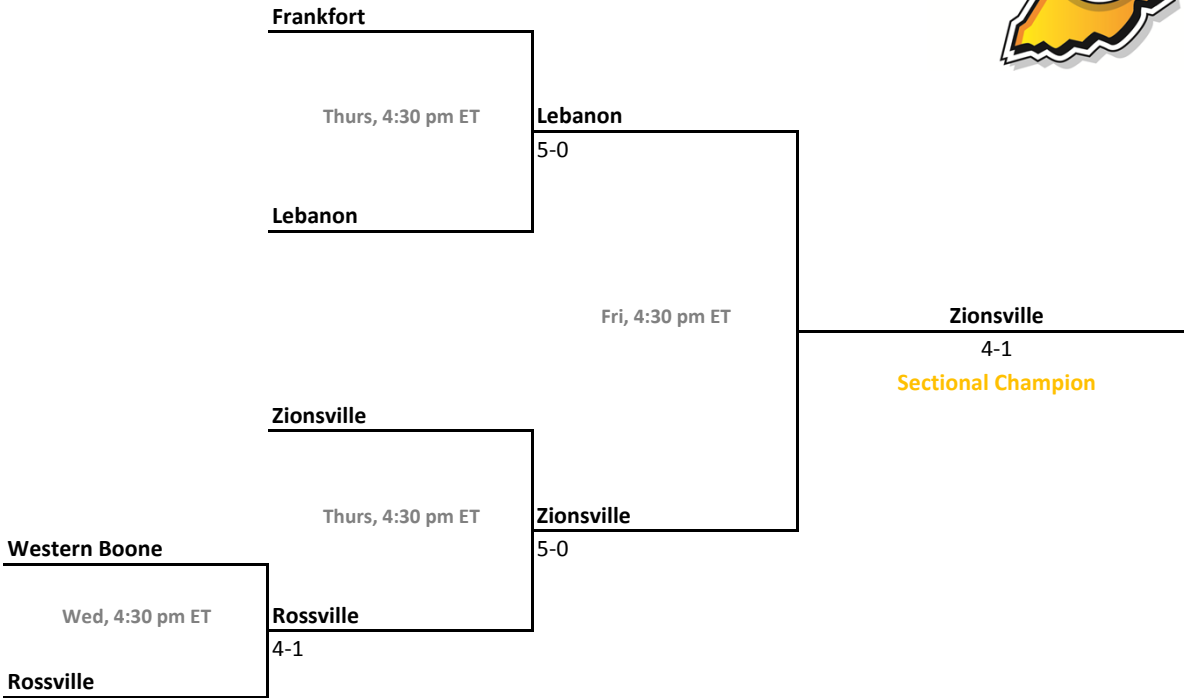 Frankfort
Thurs, 4:30 pm ET
Lebanon
5-0
Lebanon
Fri, 4:30 pm ET
Zionsville
4-1
Sectional Champion
Zionsville
Thurs, 4:30 pm ET
Zionsville
5-0
Western Boone
Wed, 4:30 pm ET
Rossville
4-1
Rossville